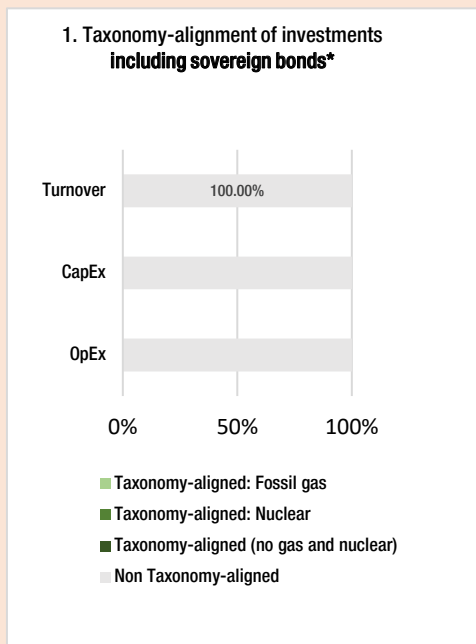 1. Taxonomy-alignment of investments
including sovereign bonds*
Turnover
100.00%
CapEx
OpEx
0% 50% 100%
Taxonomy-aligned: Fossil gas
Taxonomy-aligned: Nuclear
Taxonomy-aligned (no gas and nuclear)
Non Taxonomy-aligned